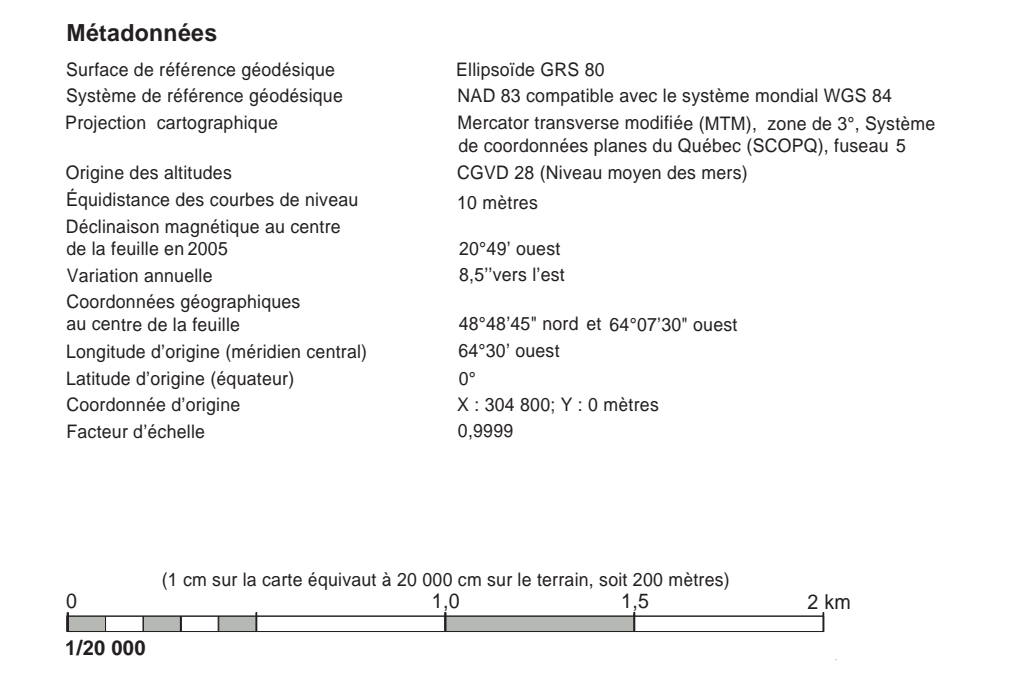 Métadonnées
Surface de référence géodésique Ellipsoïde GRS 80
Système de référence géodésique NAD 83 compatible avec le système mondial WGS 84
Projection cartographique Mercator transverse modifiée (MTM), zone de 3°, Système
de coordonnées planes du Québec (SCOPQ), fuseau 5
Origine des altitudes CGVD 28 (Niveau moyen des mers)
Équidistance des courbes de niveau 10 mètres
Déclinaison magnétique au centre
de la feuille en 2005 20°49' ouest
Variation annuelle 8,5''vers l'est
Coordonnées géographiques
au centre de la feuille 48°48'45" nord et 64°07'30" ouest
Longitude d'origine (méridien central) 64°30' ouest
Latitude d'origine (équateur) 0°
Coordonnée d'origine X : 304 800; Y : 0 mètres
Facteur d'échelle 0,9999
(1 cm sur la carte équivaut à 20 000 cm sur le terrain, soit 200 mètres)
0 1,0 1,5 2 km
1/20 000